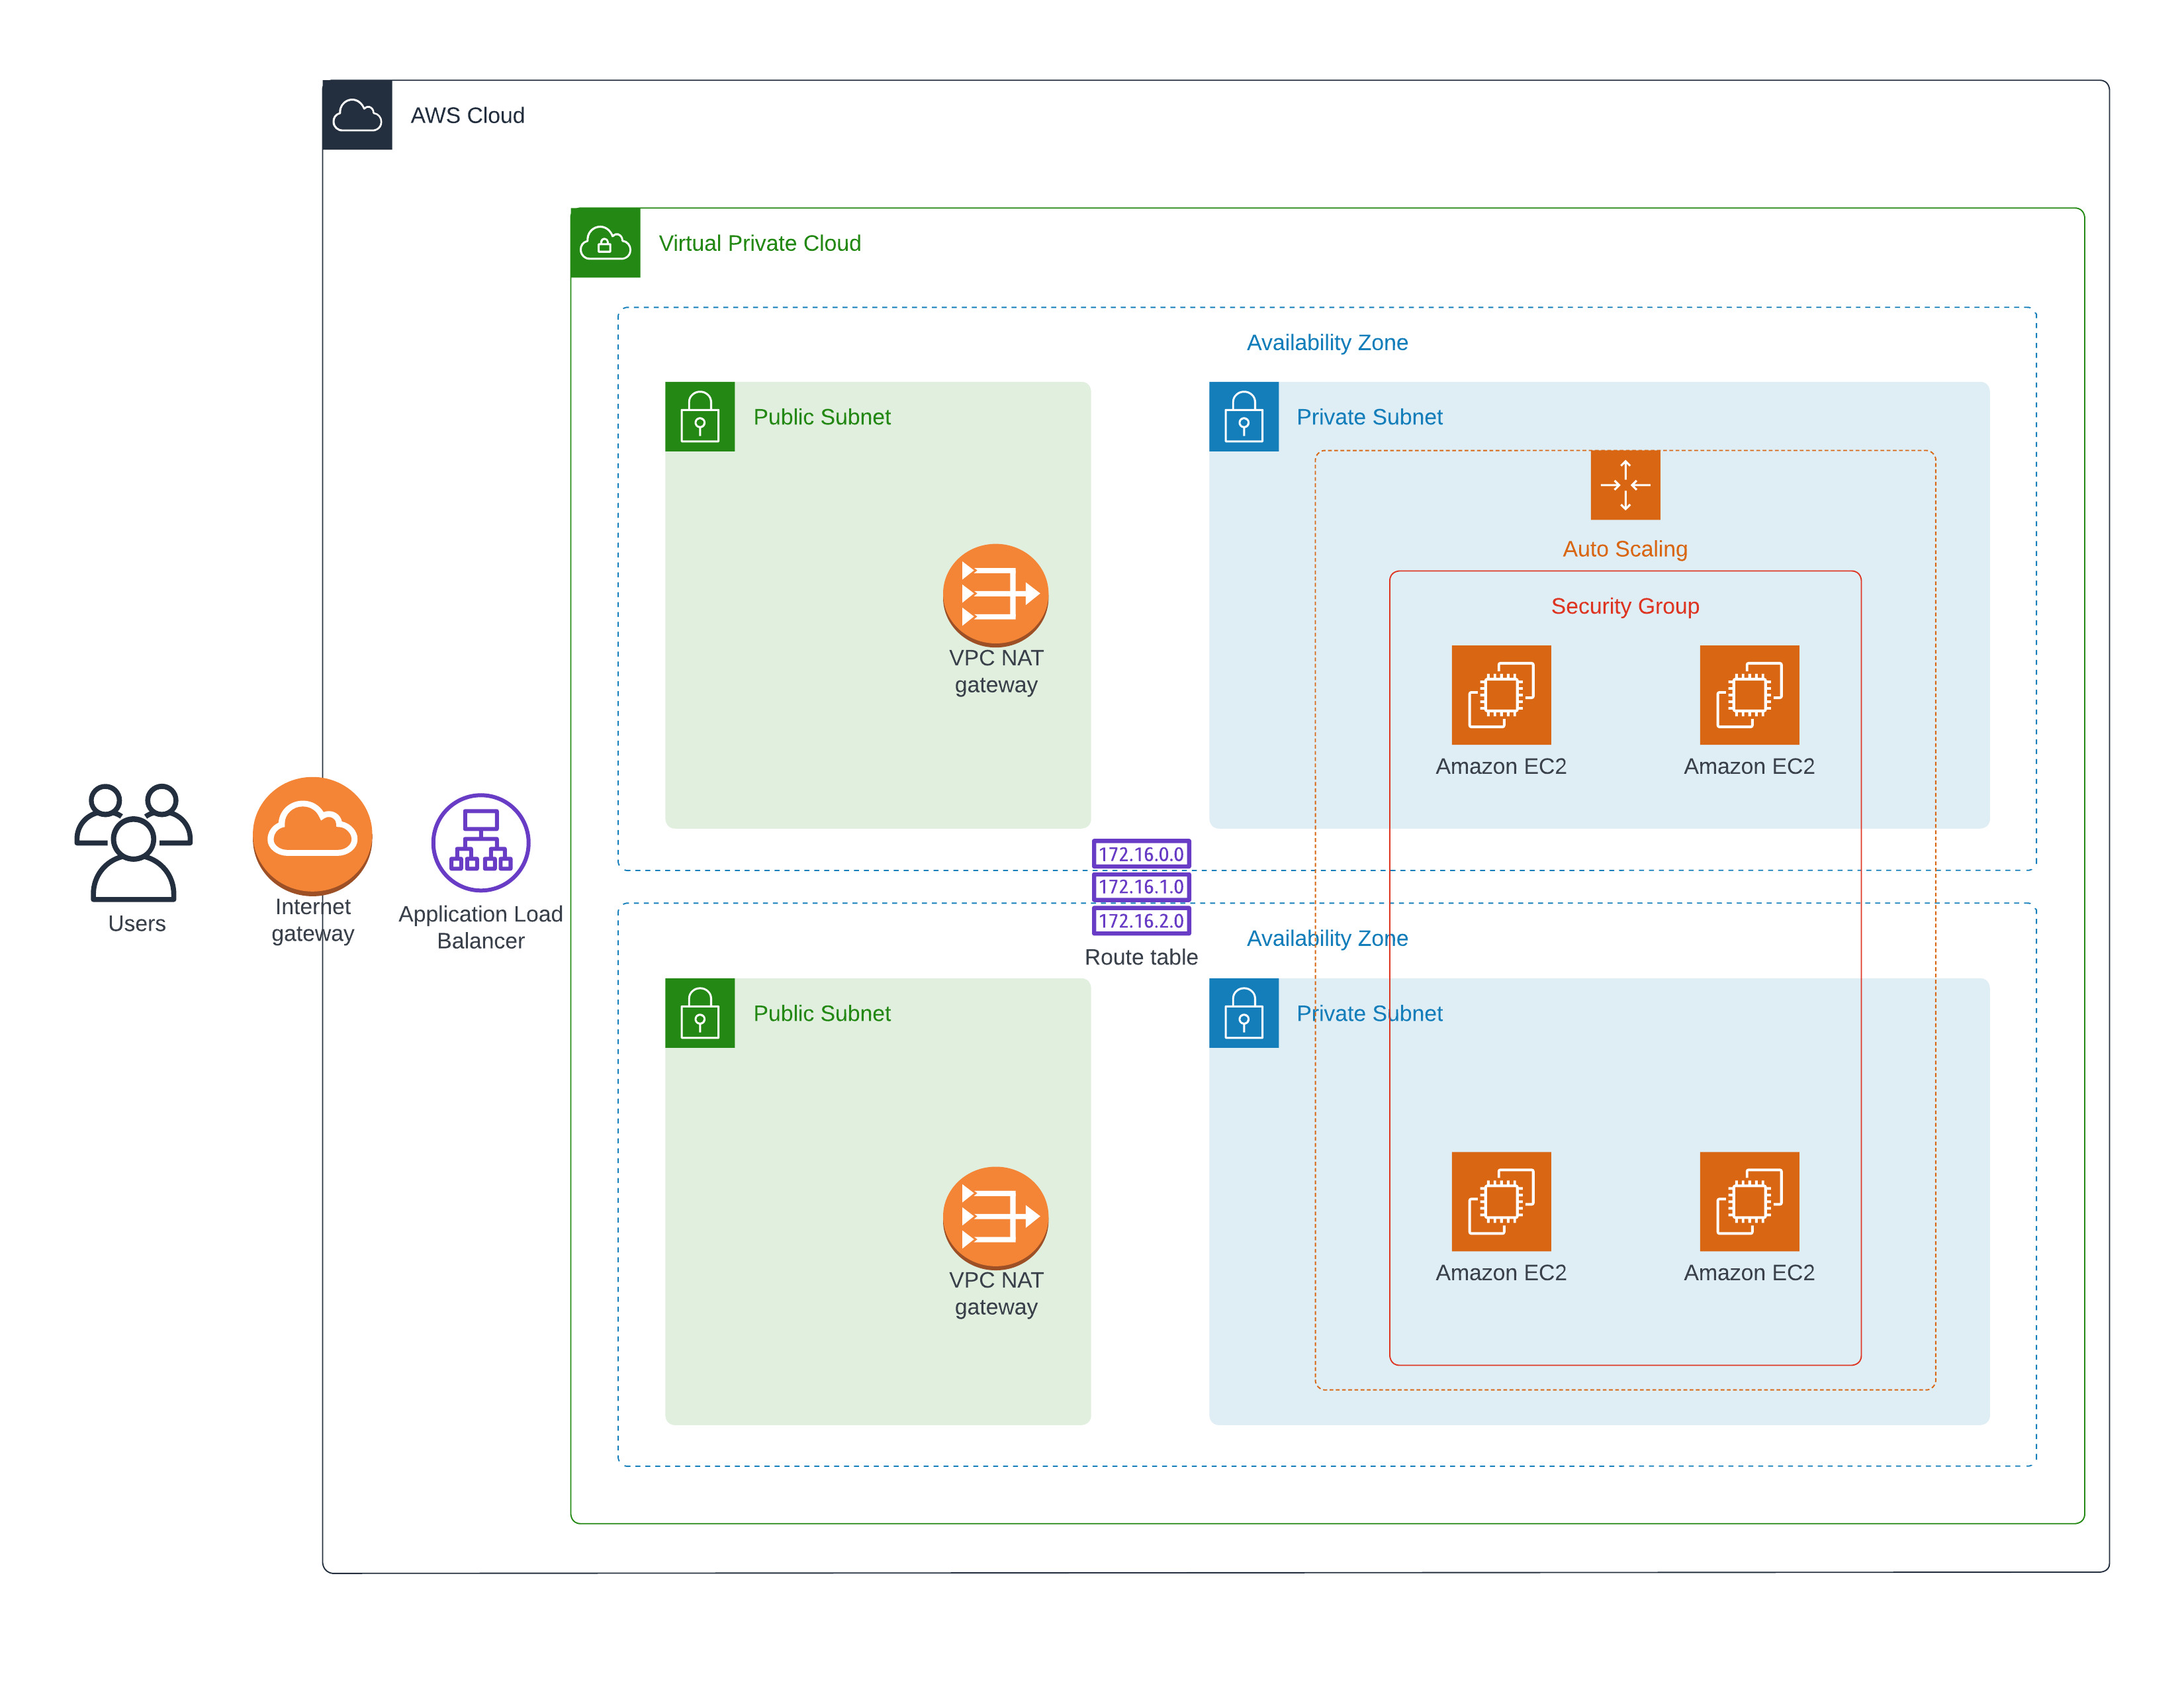 AWS Cloud
Virtual Private Cloud
Availability Zone
Public Subnet
Private Subnet
Auto Scaling
Security Group
VPC NAT
gateway
Amazon EC2
Amazon EC2
Users
Internet
gateway
Application Load
Balancer
172.16.0.0
172.16.1.0
172.16.2.0
Route table
Availability Zone
Public Subnet
Private Subnet
VPC NAT
gateway
Amazon EC2
Amazon EC2